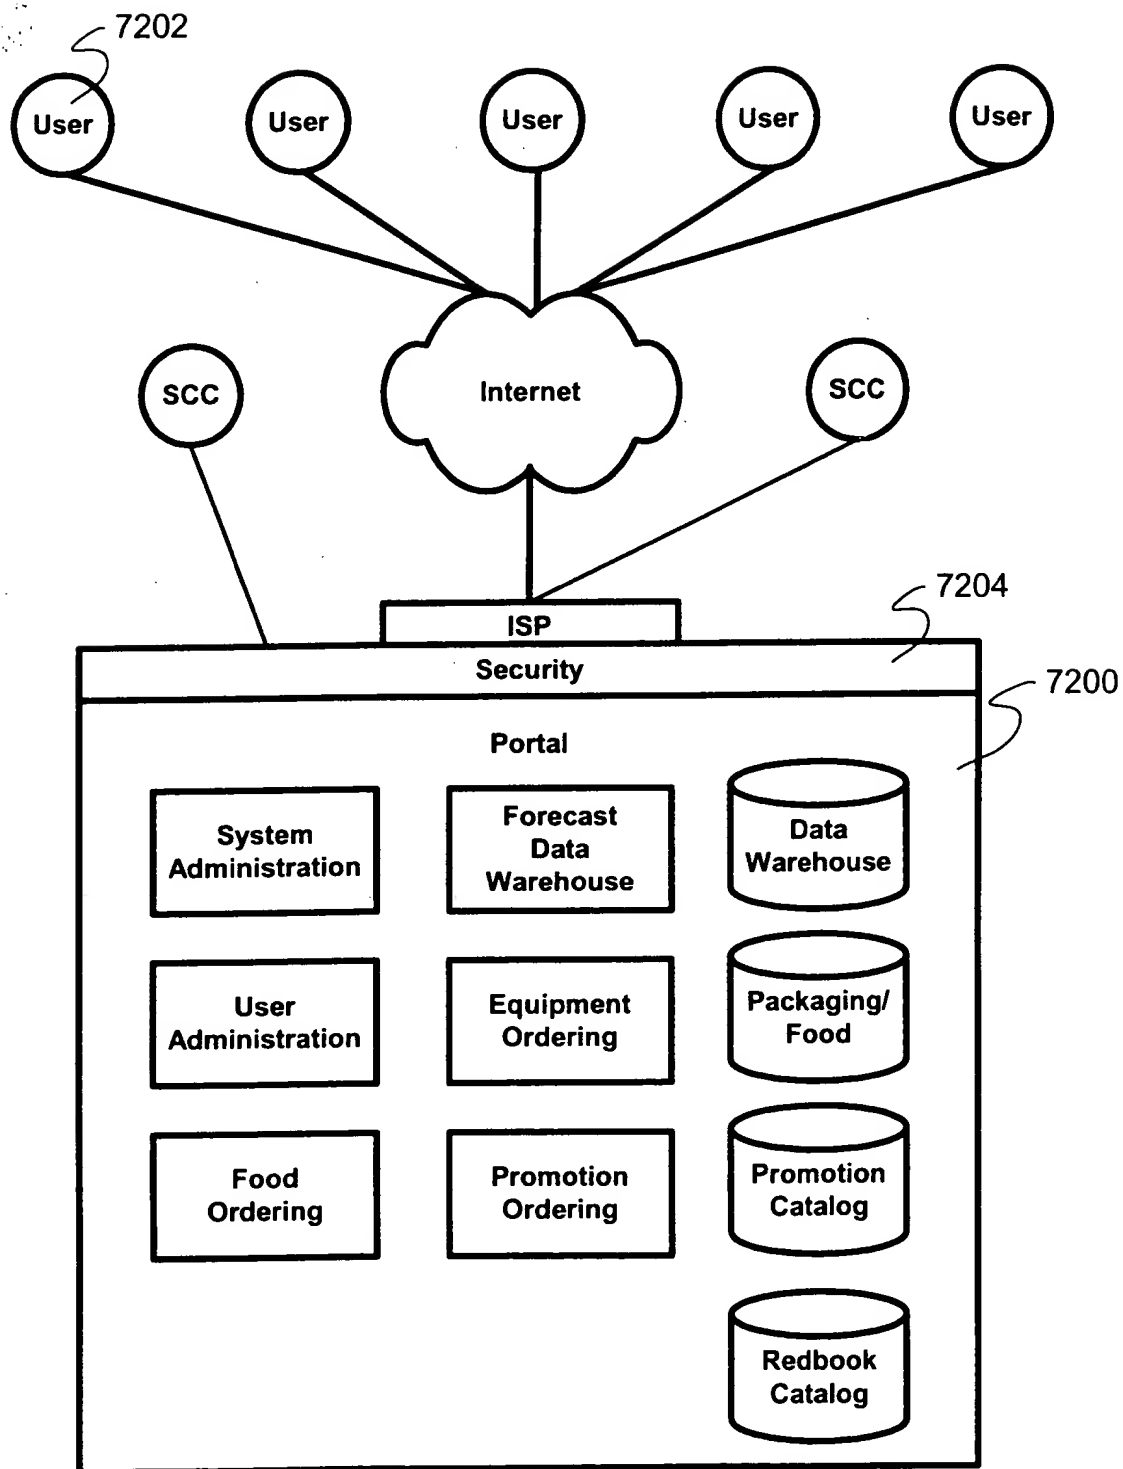 7202
User
User
User
User
User
Internet
SCC
SCC
7204
ISP
Security
7200
Portal
System
Administration
Forecast
Data
Warehouse
Data
Warehouse
User
Administration
Equipment
Ordering
Packaging/
Food
Food
Ordering
Promotion
Ordering
Promotion
Catalog
Redbook
Catalog